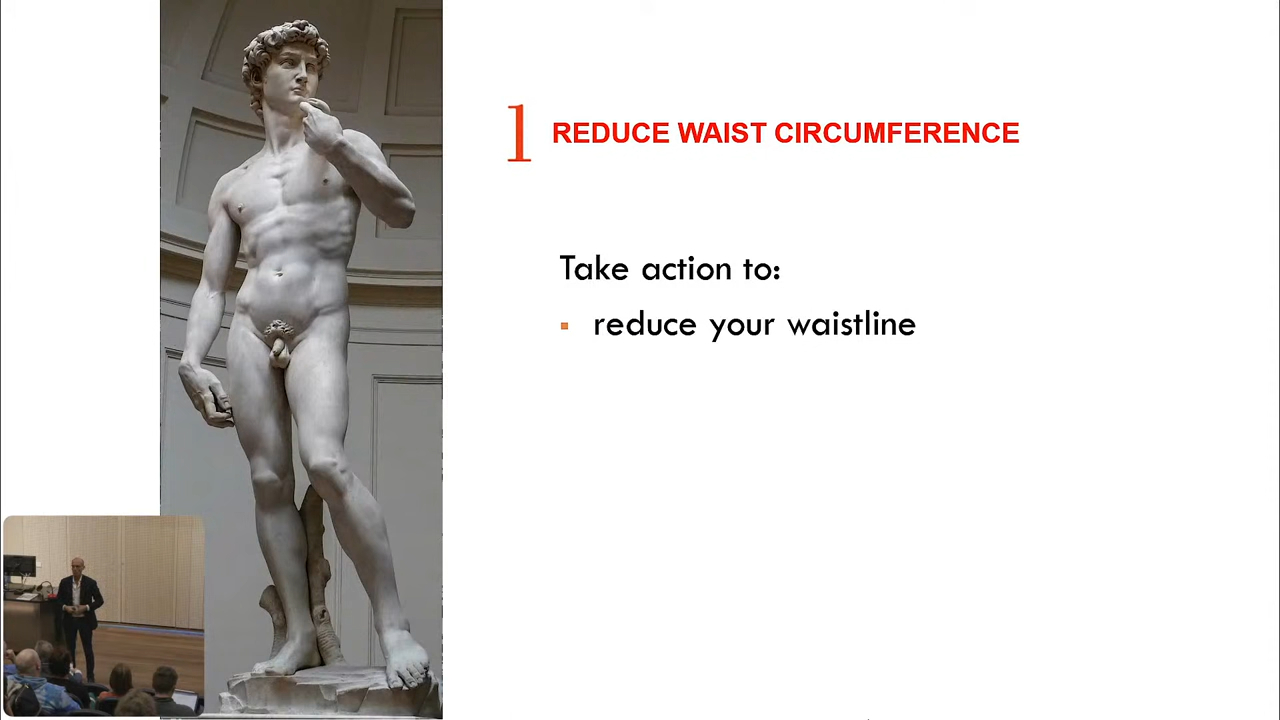 1 REDUCE WAIST CIRCUMFERENCE
Take action to:
▪ reduce your waistline